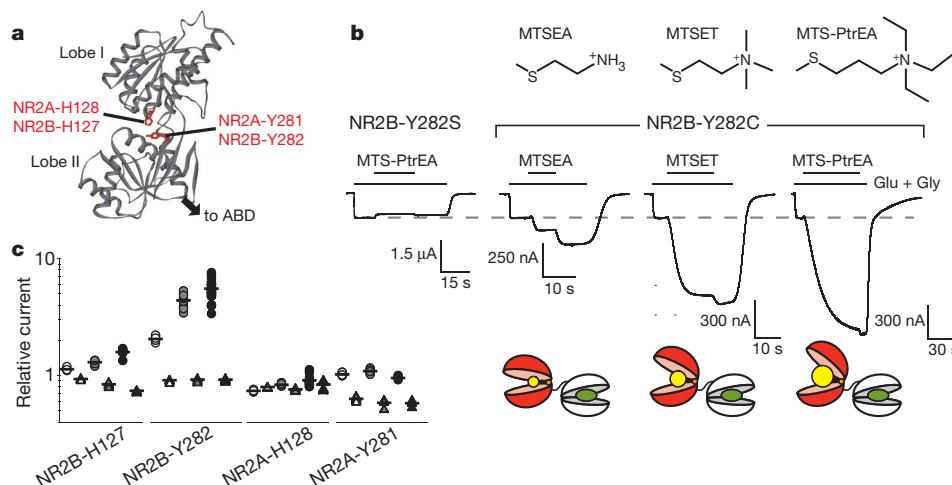 a
Lobe I
NR2A-H128
NR2B-H127
NR2A-Y281
NR2B-Y282
Lobe II
to ABD
b
MTSEA
MTSET
MTS-PtrEA
S
+NH3
S
+N
S
+N
NR2B-Y282S
NR2B-Y282C
MTS-PtrEA
MTSEA
MTSET
MTS-PtrEA
Glu + Gly
1.5 µA
15 s
250 nA
10 s
300 nA
10 s
300 nA
30 s
c
Relative current
10
1
NR2B-H127
NR2B-Y282
NR2A-H128
NR2A-Y281